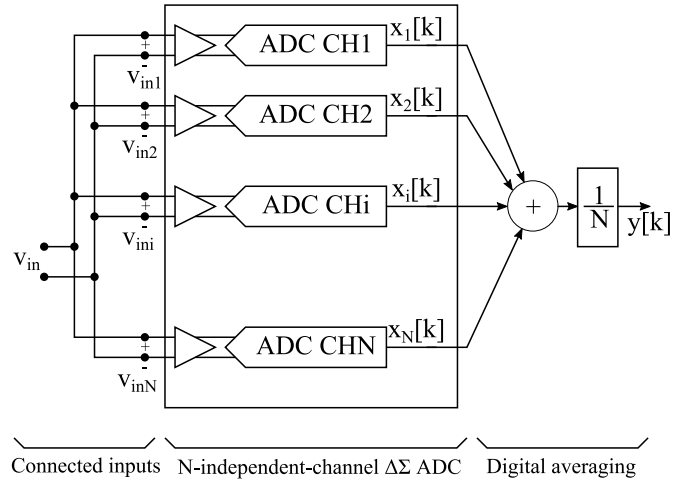 ADC CH1
x1[k]
+
-
vin1
ADC CH2
x2[k]
+
-
vin2
ADC CHi
xi[k]
+
-
vini
vin
+
1
N
y[k]
ADC CHN
xN[k]
+
-
vinN
Connected inputs
N-independent-channel ΔΣ ADC
Digital averaging